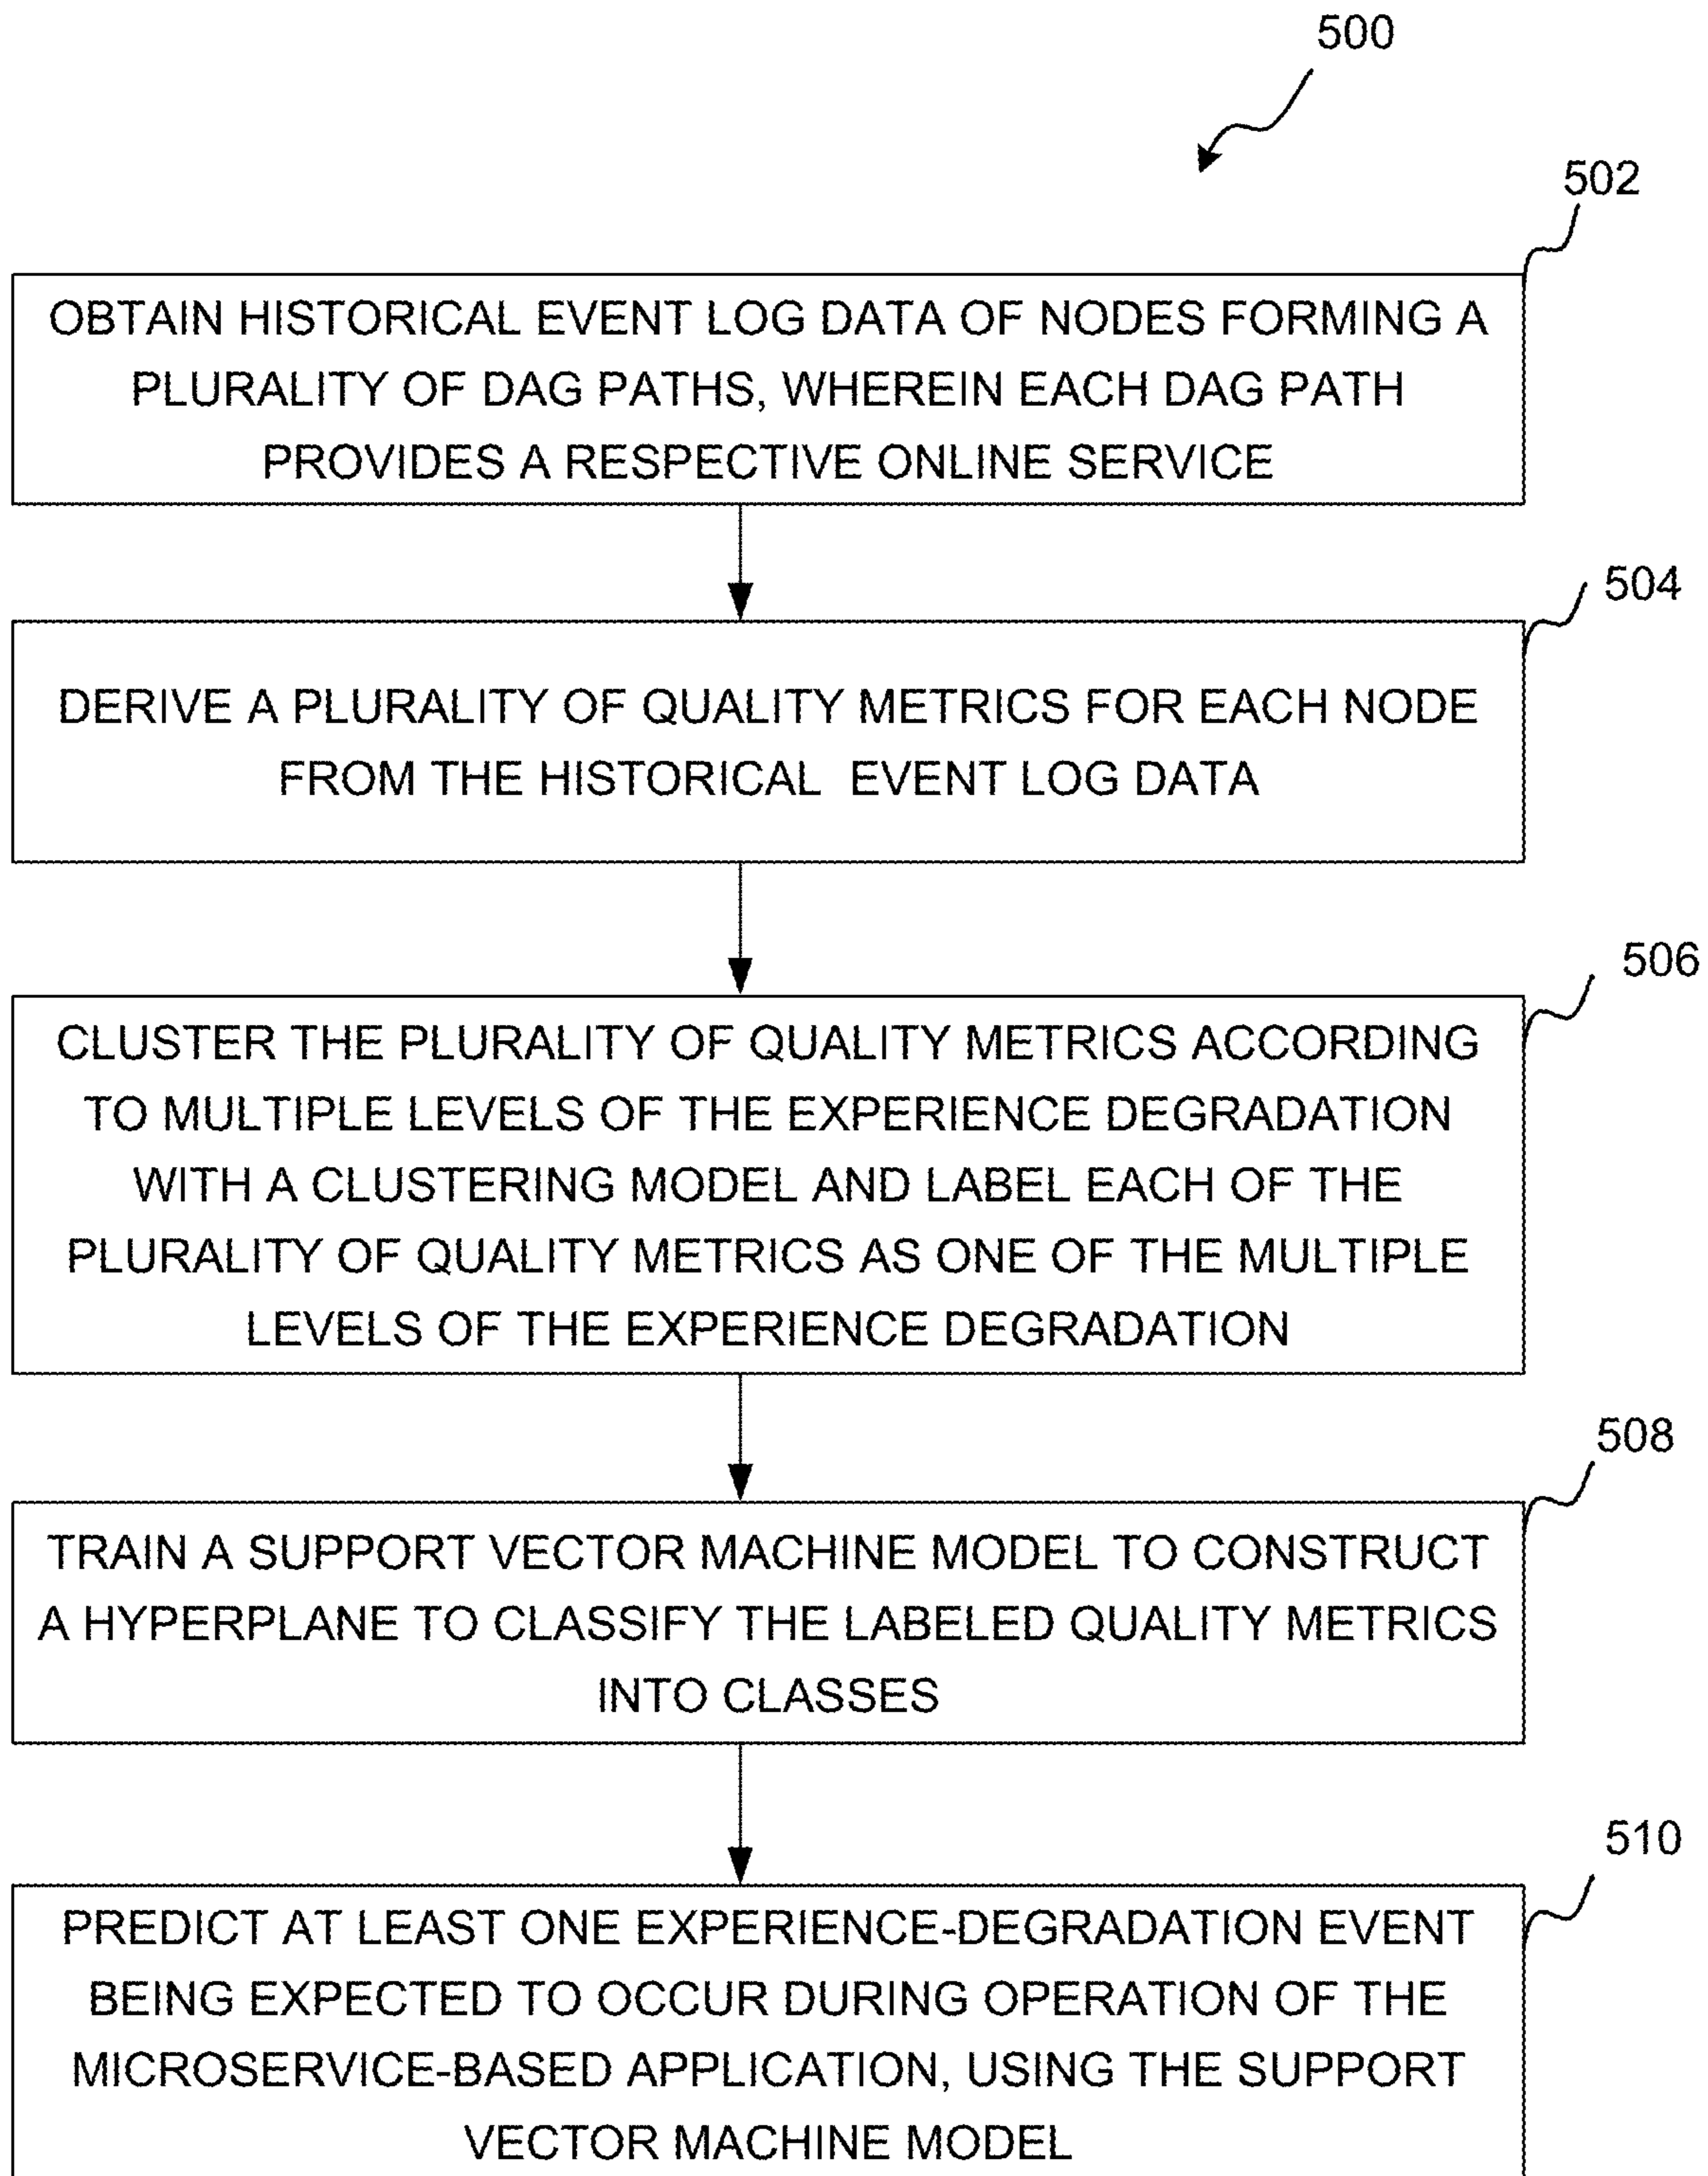 500
502
OBTAIN HISTORICAL EVENT LOG DATA OF NODES FORMING A
PLURALITY OF DAG PATHS, WHEREIN EACH DAG PATH
PROVIDES A RESPECTIVE ONLINE SERVICE
504
DERIVE A PLURALITY OF QUALITY METRICS FOR EACH NODE
FROM THE HISTORICAL EVENT LOG DATA
506
CLUSTER THE PLURALITY OF QUALITY METRICS ACCORDING
TO MULTIPLE LEVELS OF THE EXPERIENCE DEGRADATION
WITH A CLUSTERING MODEL AND LABEL EACH OF THE
PLURALITY OF QUALITY METRICS AS ONE OF THE MULTIPLE
LEVELS OF THE EXPERIENCE DEGRADATION
508
TRAIN A SUPPORT VECTOR MACHINE MODEL TO CONSTRUCT
A HYPERPLANE TO CLASSIFY THE LABELED QUALITY METRICS
INTO CLASSES
510
PREDICT AT LEAST ONE EXPERIENCE-DEGRADATION EVENT
BEING EXPECTED TO OCCUR DURING OPERATION OF THE
MICROSERVICE-BASED APPLICATION, USING THE SUPPORT
VECTOR MACHINE MODEL